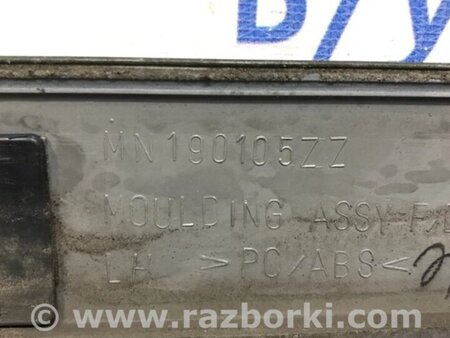 Б/У
MN190105ZZ
MOULDING ASSY-F/D
LH >PC/ABS<
© www.razborki.com